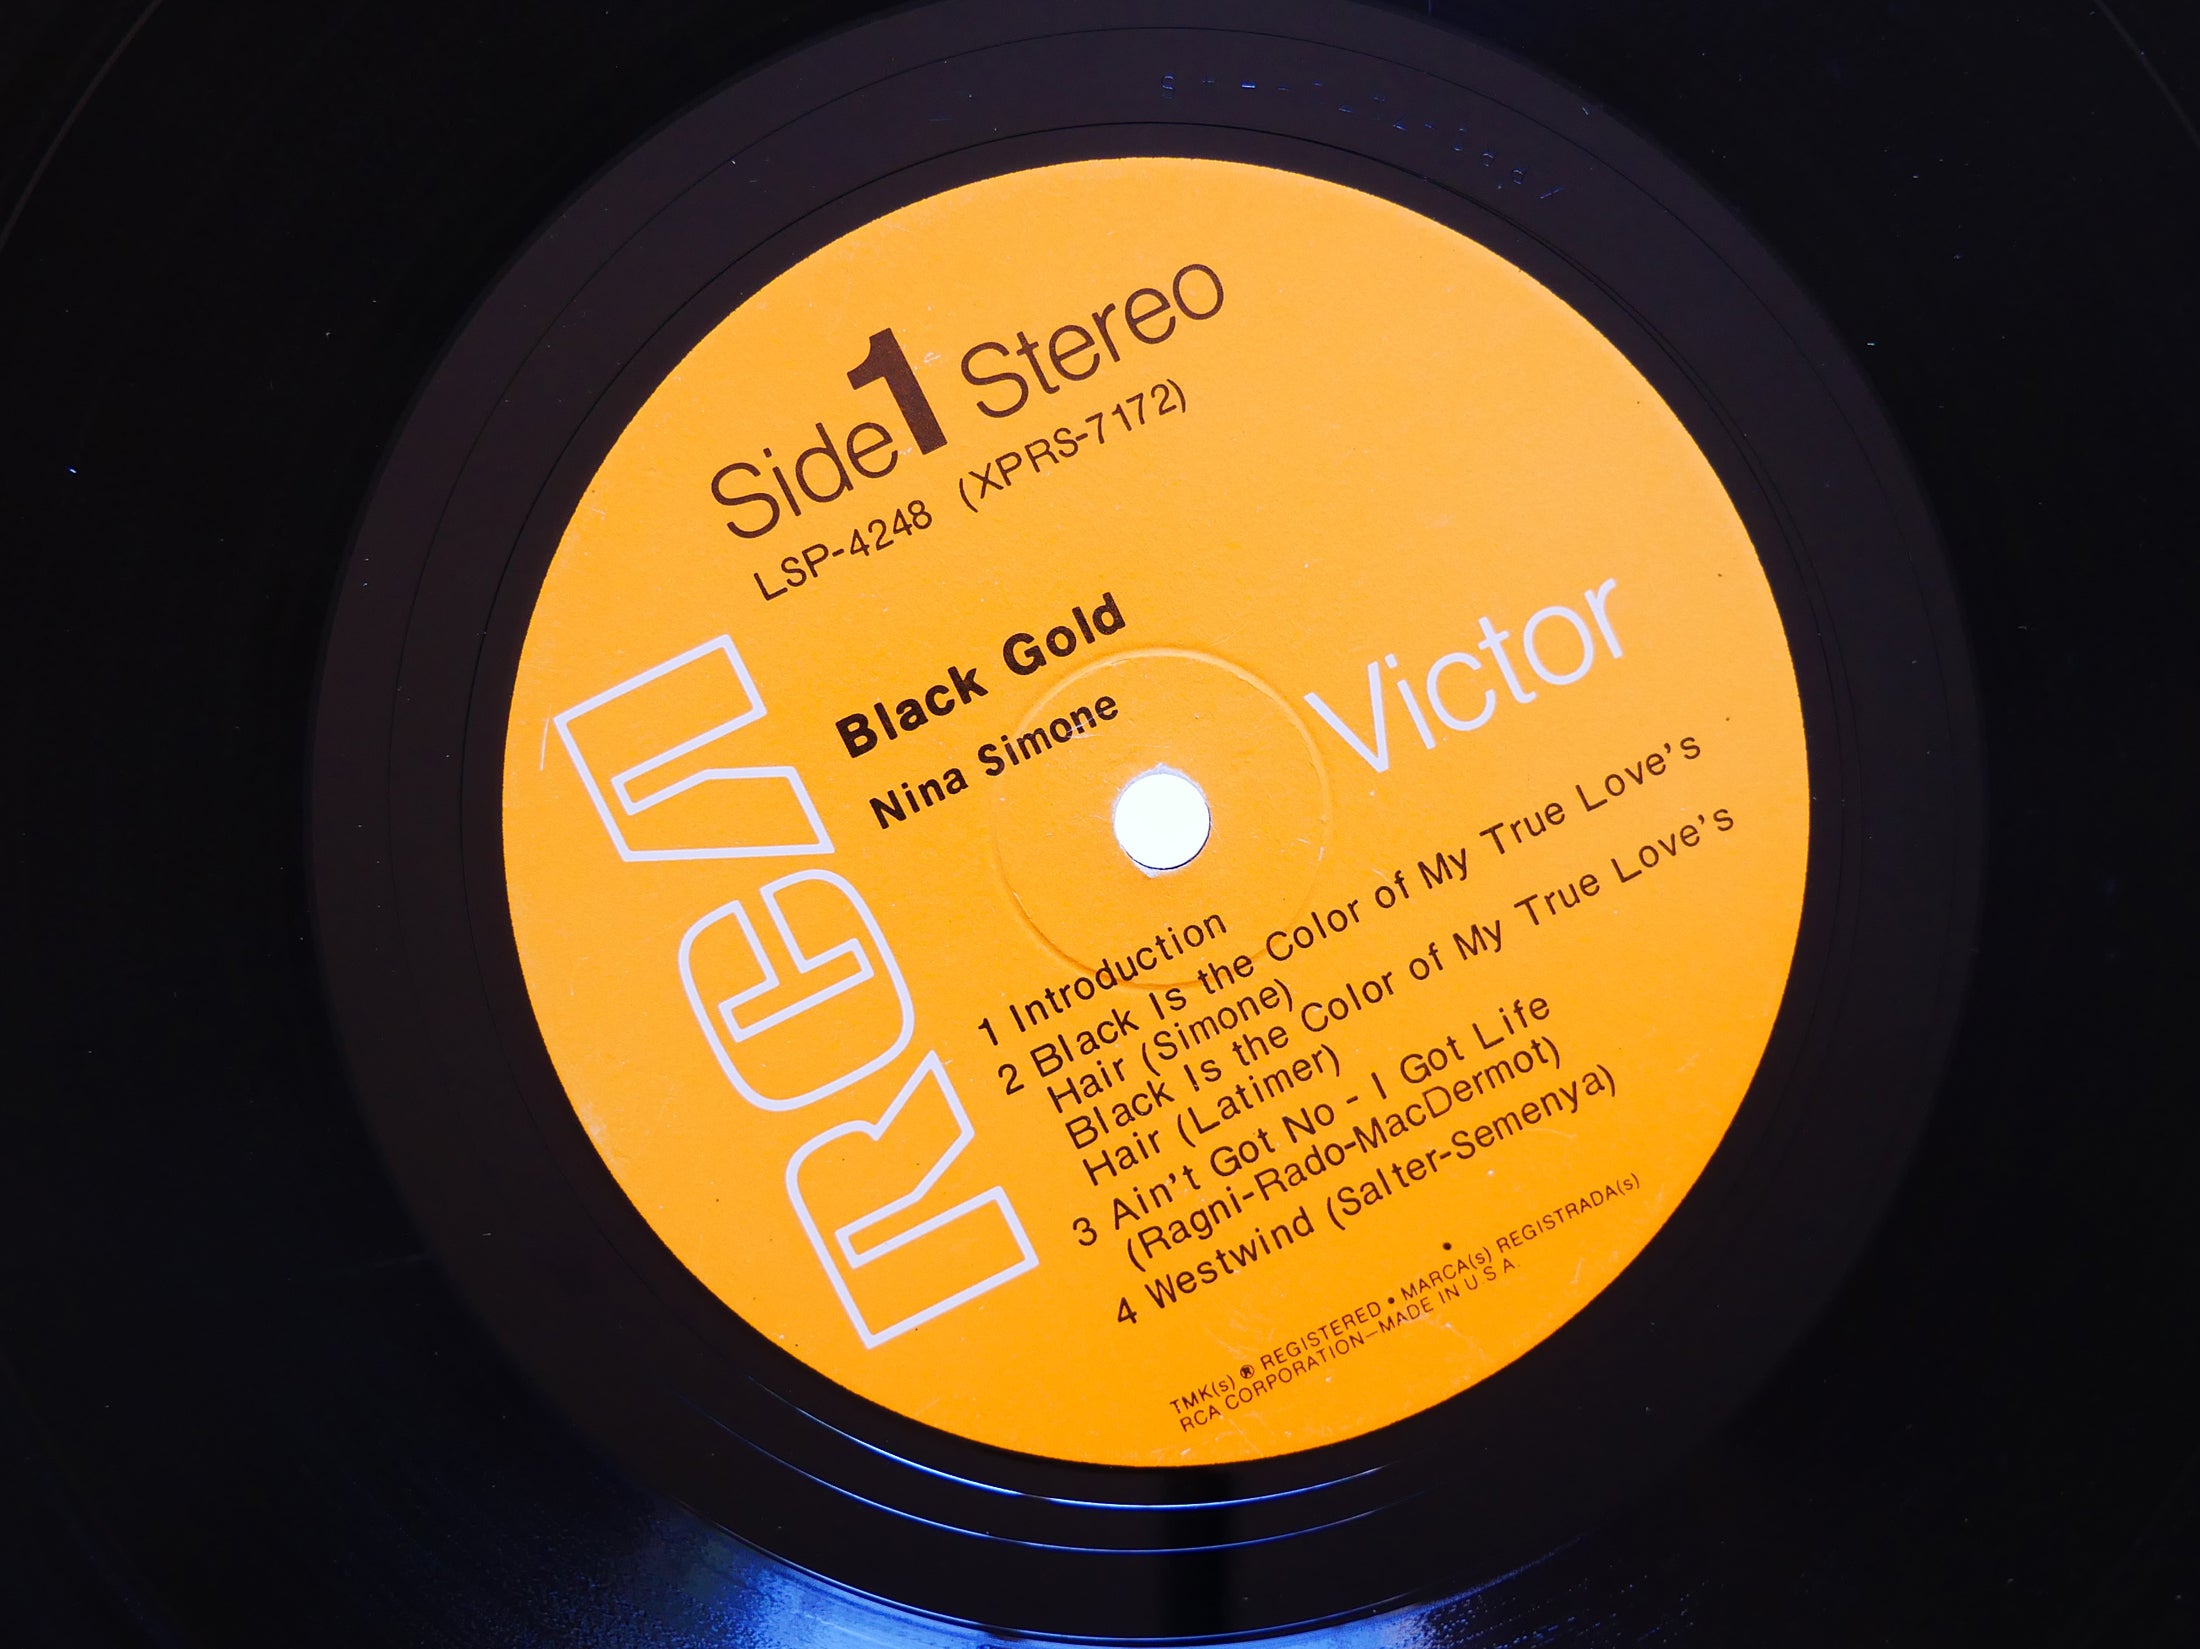 Side 1 Stereo
LSP-4248 (XPRS-7172)
Black Gold
Nina Simone
RCA
Victor
1 Introduction
2 Black Is the Color of My True Love's
Hair (Simone)
Black Is the Color of My True Love's
Hair (Latimer)
3 Ain't Got No - I Got Life
(Ragni-Rado-MacDermot)
4 Westwind (Salter-Semenya)
TMK(s) ® REGISTERED • MARCA(s) REGISTRADA(s)
RCA CORPORATION—MADE IN U.S.A.